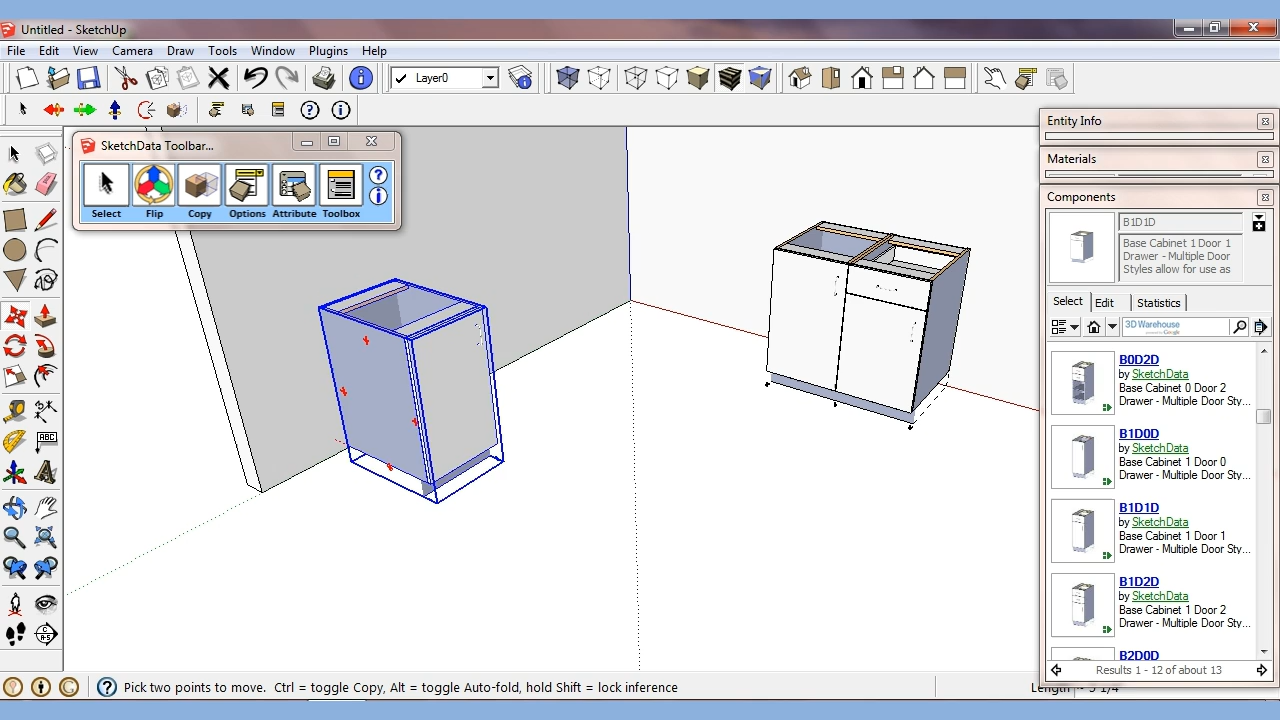 Untitled - SketchUp
File Edit View Camera Draw Tools Window Plugins Help
Layer0
SketchData Toolbar...
Select Flip Copy Options Attribute Toolbox
Entity Info
Materials
Components
B1D1D
Base Cabinet 1 Door 1
Drawer - Multiple Door
Styles allow for use as
Select Edit Statistics
3D Warehouse
B0D2D
by SketchData
Base Cabinet 0 Door 2
Drawer - Multiple Door Sty...
B1D0D
by SketchData
Base Cabinet 1 Door 0
Drawer - Multiple Door Sty...
B1D1D
by SketchData
Base Cabinet 1 Door 1
Drawer - Multiple Door Sty...
B1D2D
by SketchData
Base Cabinet 1 Door 2
Drawer - Multiple Door Sty...
B2D0D
Results 1 - 12 of about 13
ABC
Pick two points to move. Ctrl = toggle Copy, Alt = toggle Auto-fold, hold Shift = lock inference
Length